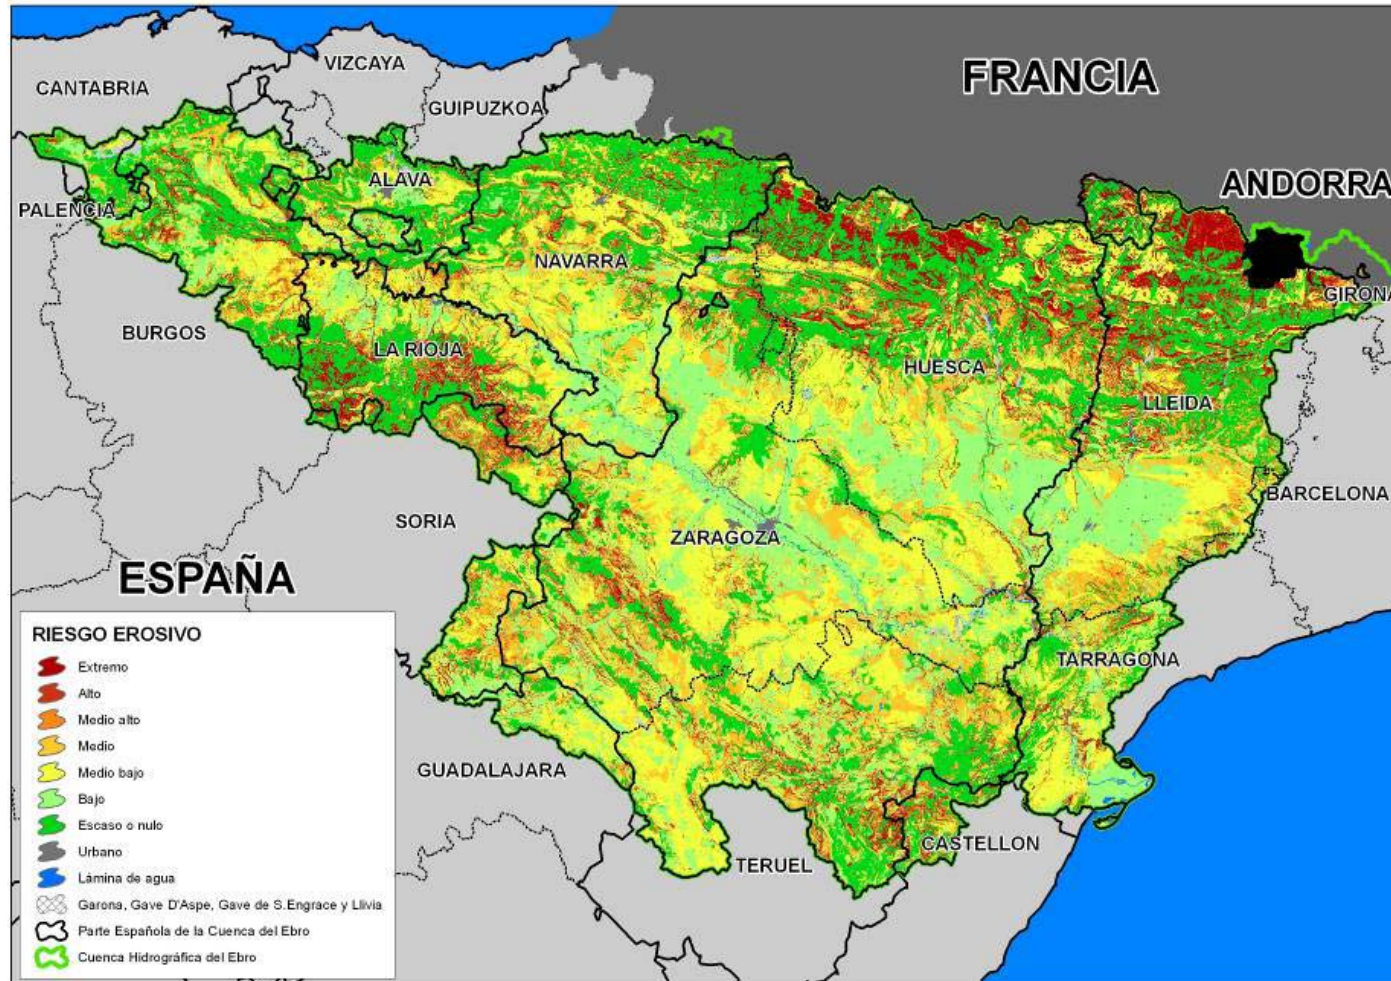 FRANCIA
VIZCAYA
CANTABRIA
GUIPUZKOA
ALAVA
ANDORRA
PALENCIA
NAVARRA
GIRONA
BURGOS
LA RIOJA
HUESCA
LLEIDA
BARCELONA
SORIA
ZARAGOZA
ESPAÑA
TARRAGONA
GUADALAJARA
CASTELLON
TERUEL
RIESGO EROSIVO
Extremo
Alto
Medio alto
Medio
Medio bajo
Bajo
Escaso o nulo
Urbano
Lámina de agua
Garona, Gave D'Aspe, Gave de S.Engrace y Llivia
Parte Española de la Cuenca del Ebro
Cuenca Hidrográfica del Ebro